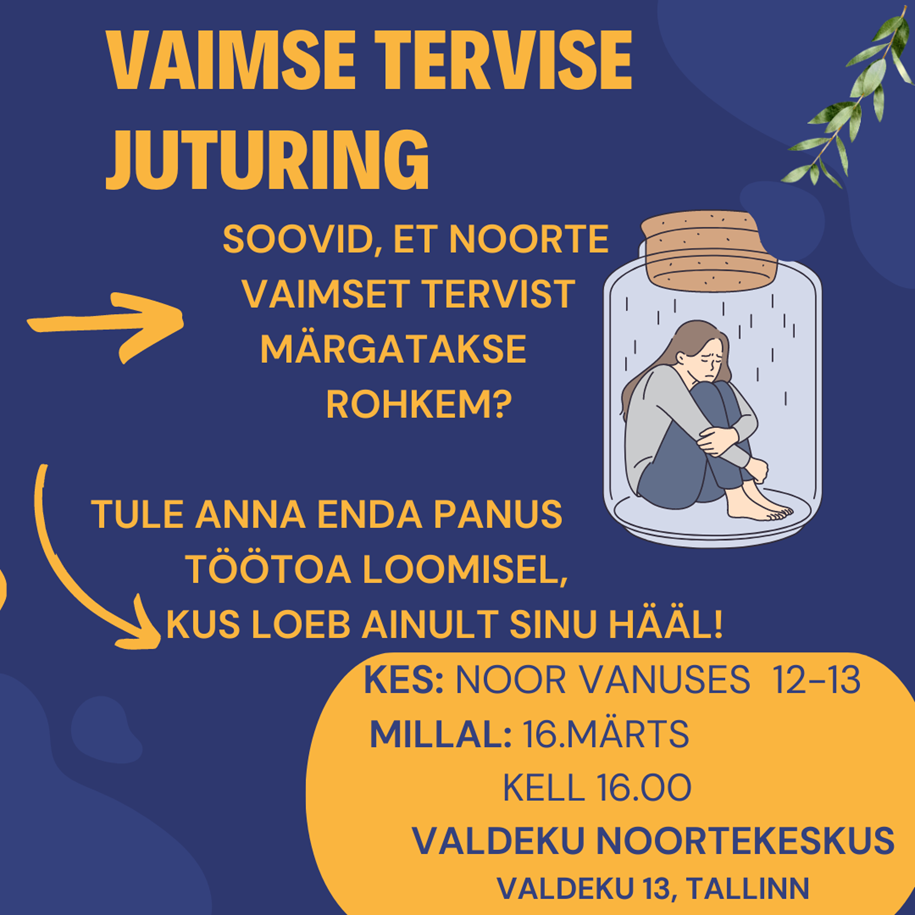 VAIMSE TERVISE
JUTURING
SOOVID, ET NOORTE
VAIMSET TERVIST
MÄRGATAKSE
ROHKEM?
TULE ANNA ENDA PANUS
TÖÖTOA LOOMISEL,
KUS LOEB AINULT SINU HÄÄL!
KES: NOOR VANUSES 12-13
MILLAL: 16.MÄRTS
KELL 16.00
VALDEKU NOORTEKESKUS
VALDEKU 13, TALLINN